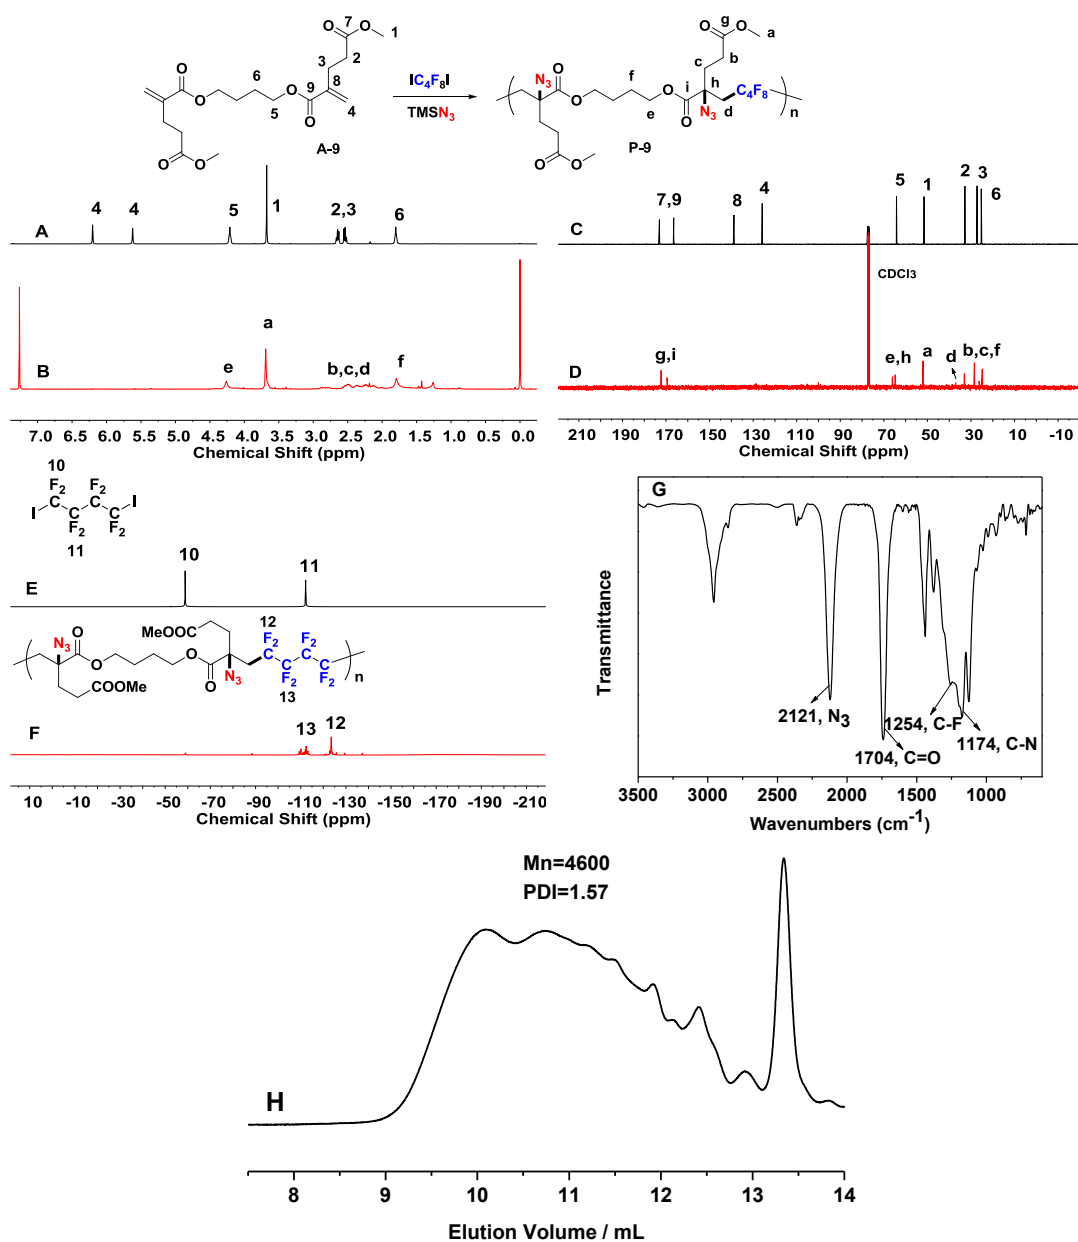 O
7
O
1
g
O
O
a
3
2
c
b
6
O
O
9
8
IC4F8I
O
O
5
O
4
TMSN3
A-9
O
O
N3
O
O
f
O
i
h
C4F8
e
O
N3
d
n
O
O
P-9
4
4
5
1
2,3
6
A
a
B
e
b,c,d
f
7.0 6.5 6.0 5.5 5.0 4.5 4.0 3.5 3.0 2.5 2.0 1.5 1.0 0.5 0.0
Chemical Shift (ppm)
7,9
8
4
5
1
2
3
6
C
CDCl3
D
g,i
e,h
a
d
b,c,f
210 190 170 150 130 110 90 70 50 30 10 -10
Chemical Shift (ppm)
10
F2 F2
I C C C C I
F2 F2
11
E
10
11
MeOOC
12
N3
O
F2 F2
O
O
C C C C
O
N3
F2 F2
n
COOMe
13
F
13
12
10 -10 -30 -50 -70 -90 -110 -130 -150 -170 -190 -210
Chemical Shift (ppm)
G
Transmittance
2121, N3
1254, C-F
1704, C=O
1174, C-N
3500 3000 2500 2000 1500 1000
Wavenumbers (cm-1)
Mn=4600
PDI=1.57
H
8 9 10 11 12 13 14
Elution Volume / mL